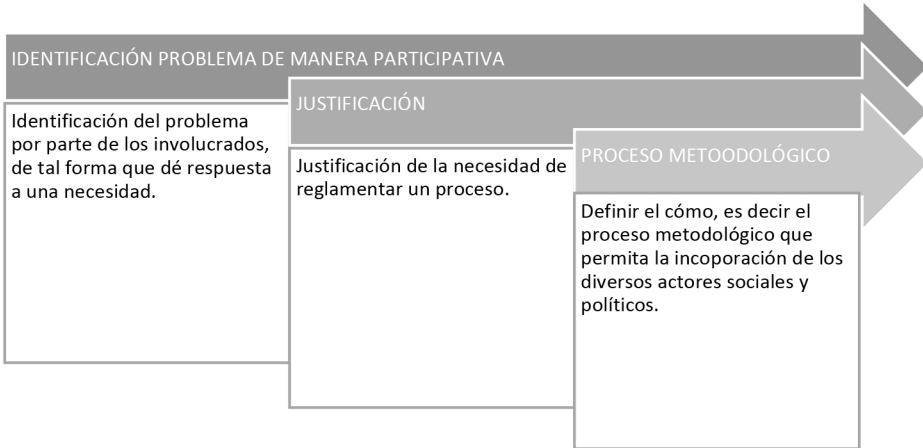 IDENTIFICACIÓN PROBLEMA DE MANERA PARTICIPATIVA
Identificación del problema
por parte de los involucrados,
de tal forma que dé respuesta
a una necesidad.
JUSTIFICACIÓN
Justificación de la necesidad de
reglamentar un proceso.
PROCESO METOODOLÓGICO
Definir el cómo, es decir el
proceso metodológico que
permita la incoporación de los
diversos actores sociales y
políticos.